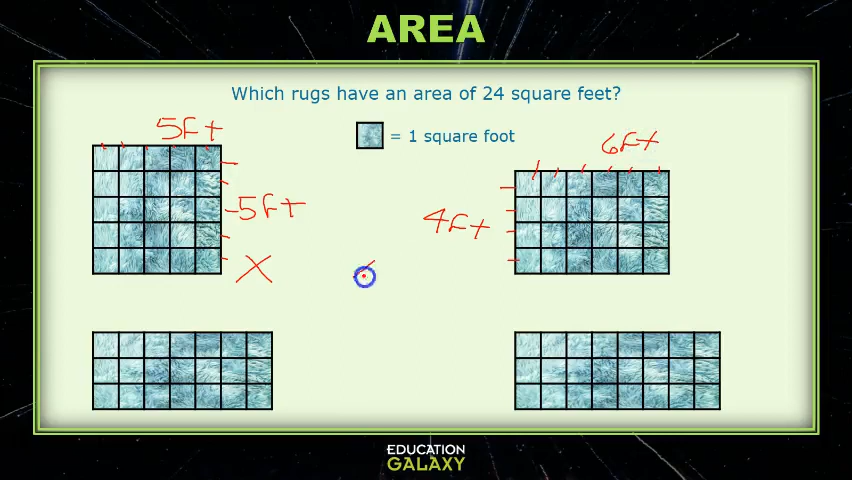 AREA
Which rugs have an area of 24 square feet?
5ft
= 1 square foot
6ft
5ft
4ft
X
EDUCATION
GALAXY